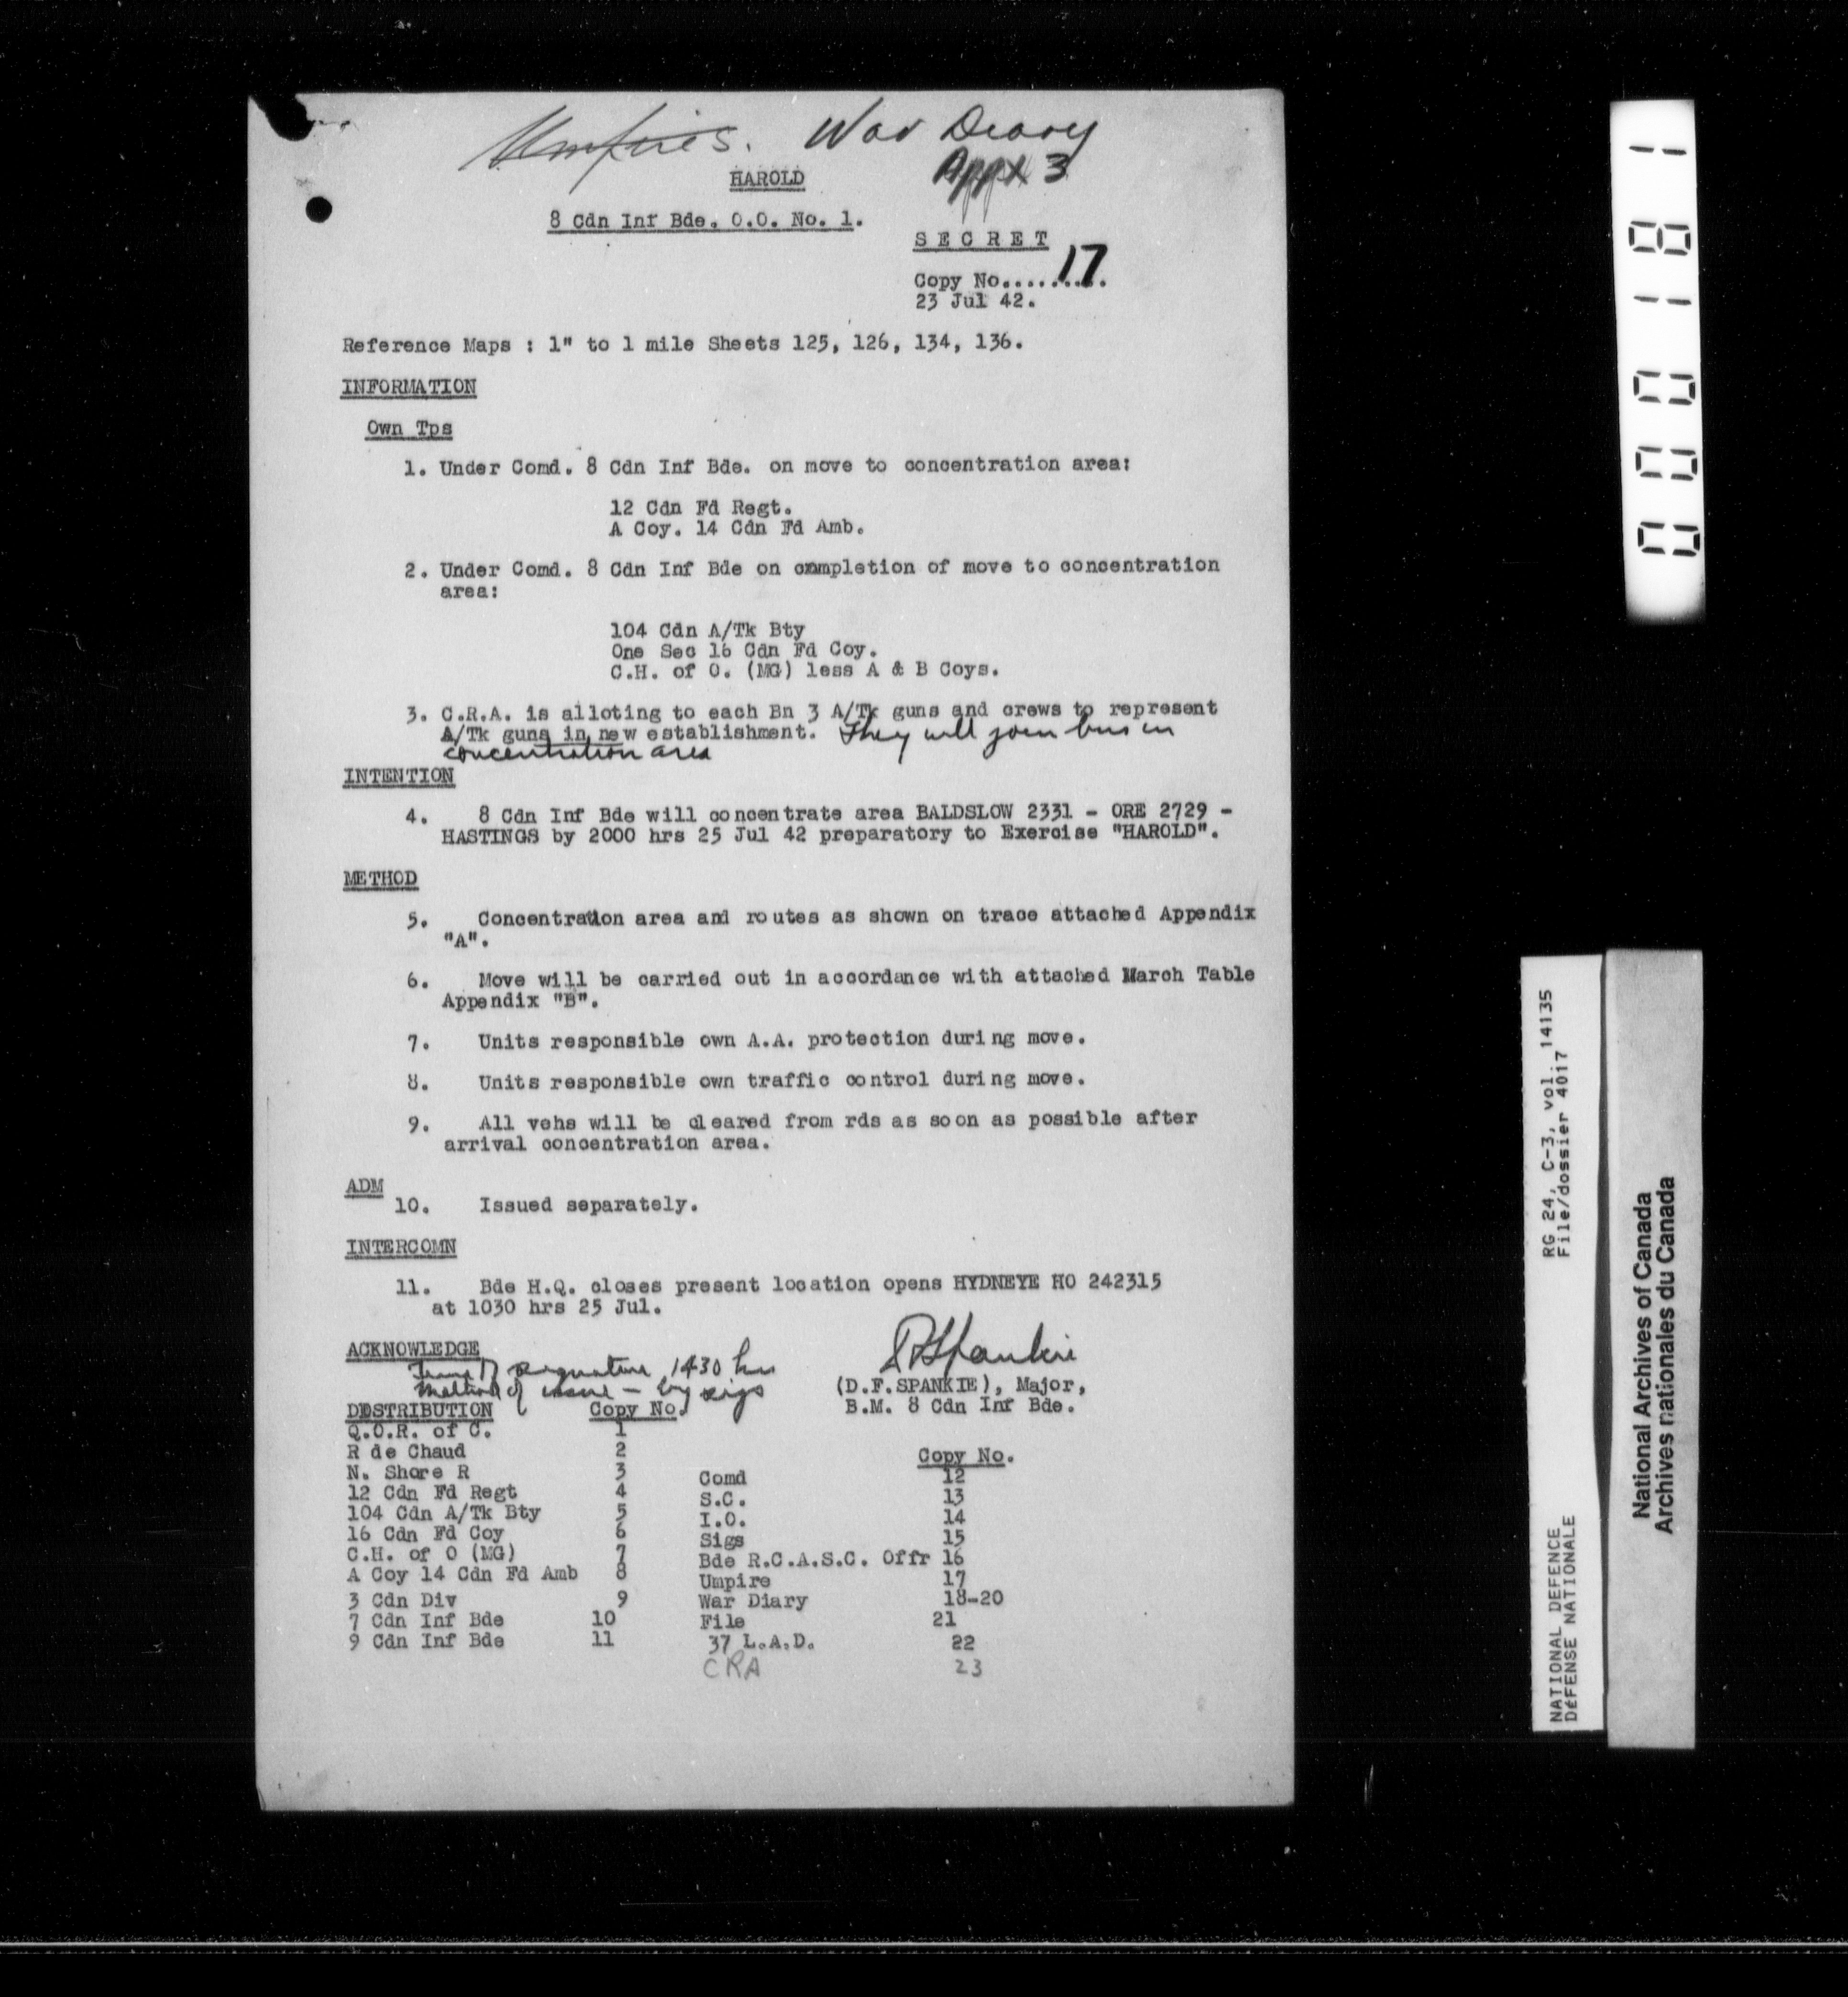 Umpires. War Diary
Appx 3
HAROLD
8 Cdn Inf Bde. O.O. No. 1.
S E C R E T
Copy No....17....
23 Jul 42.
Reference Maps : 1" to 1 mile Sheets 125, 126, 134, 136.
INFORMATION
Own Tps
1. Under Comd. 8 Cdn Inf Bde. on move to concentration area:
12 Cdn Fd Regt.
A Coy. 14 Cdn Fd Amb.
2. Under Comd. 8 Cdn Inf Bde on completion of move to concentration
area:
104 Cdn A/Tk Bty
One Sec 16 Cdn Fd Coy.
C.H. of O. (MG) less A & B Coys.
3. C.R.A. is alloting to each Bn 3 A/Tk guns and crews to represent
A/Tk guns in new establishment. They will join bns in
concentration area
INTENTION
4. 8 Cdn Inf Bde will concentrate area BALDSLOW 2331 - ORE 2729 -
HASTINGS by 2000 hrs 25 Jul 42 preparatory to Exercise "HAROLD".
METHOD
5. Concentration area and routes as shown on trace attached Appendix
"A".
6. Move will be carried out in accordance with attached March Table
Appendix "B".
7. Units responsible own A.A. protection during move.
8. Units responsible own traffic control during move.
9. All vehs will be cleared from rds as soon as possible after
arrival concentration area.
ADM
10. Issued separately.
INTERCOMN
11. Bde H.Q. closes present location opens HYDNEYE HO 242315
at 1030 hrs 25 Jul.
ACKNOWLEDGE
Time of signature 1430 hrs
Method of issue - by sigs
DFSpankie
(D.F.SPANKIE), Major,
B.M. 8 Cdn Inf Bde.
DISTRIBUTION Copy No.
Q.O.R. of C. 1
R de Chaud 2
N. Shore R 3
12 Cdn Fd Regt 4
104 Cdn A/Tk Bty 5
16 Cdn Fd Coy 6
C.H. of O (MG) 7
A Coy 14 Cdn Fd Amb 8
3 Cdn Div 9
7 Cdn Inf Bde 10
9 Cdn Inf Bde 11
Copy No.
Comd 12
S.C. 13
I.O. 14
Sigs 15
Bde R.C.A.S.C. Offr 16
Umpire 17
War Diary 18-20
File 21
37 L.A.D. 22
CRA 23
000181
RG 24, C-3, vol. 14135
File/dossier 4017
NATIONAL DEFENCE
DéFENSE NATIONALE
National Archives of Canada
Archives nationales du Canada